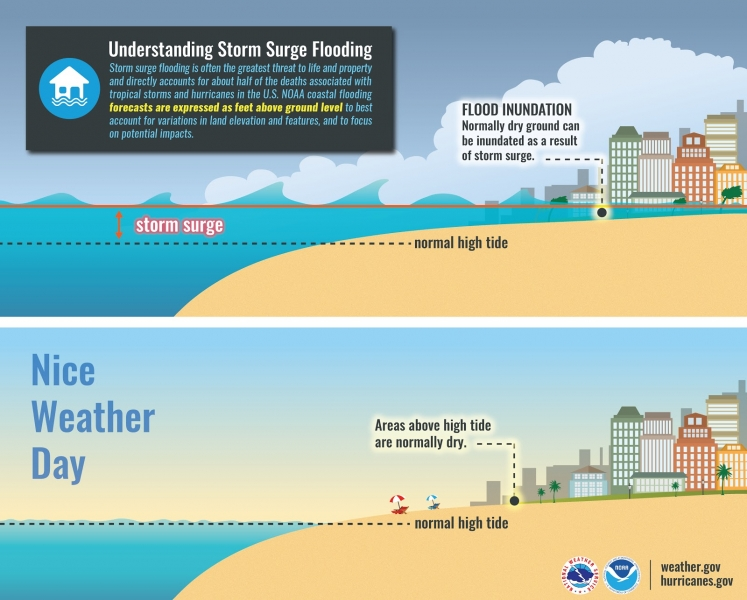 Understanding Storm Surge Flooding
Storm surge flooding is often the greatest threat to life and property
and directly accounts for about half of the deaths associated with
tropical storms and hurricanes in the U.S. NOAA coastal flooding
forecasts are expressed as feet above ground level to best
account for variations in land elevation and features, and to focus
on potential impacts.
FLOOD INUNDATION
Normally dry ground can
be inundated as a result
of storm surge.
storm surge
normal high tide
Nice
Weather
Day
Areas above high tide
are normally dry.
normal high tide
NATIONAL WEATHER SERVICE
NOAA
weather.gov
hurricanes.gov